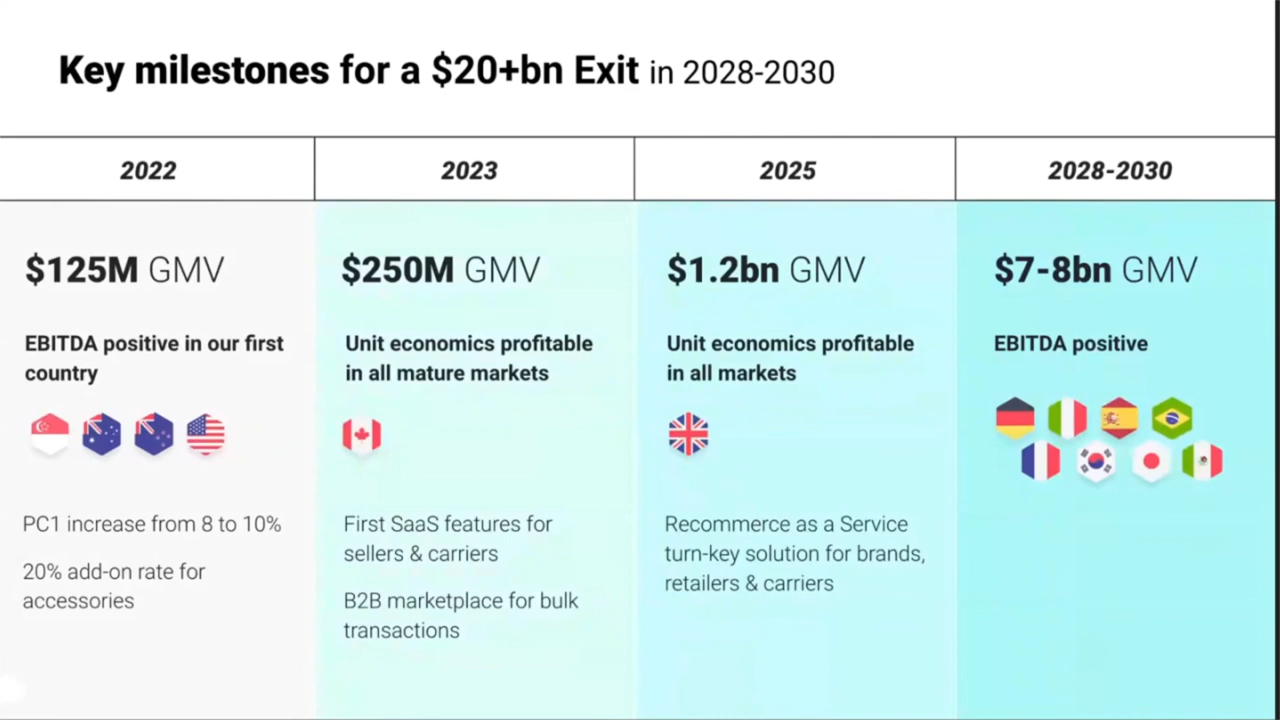 Key milestones for a $20+bn Exit in 2028-2030
2022
2023
2025
2028-2030
$125M GMV
EBITDA positive in our first
country
PC1 increase from 8 to 10%
20% add-on rate for
accessories
$250M GMV
Unit economics profitable
in all mature markets
First SaaS features for
sellers & carriers
B2B marketplace for bulk
transactions
$1.2bn GMV
Unit economics profitable
in all markets
Recommerce as a Service
turn-key solution for brands,
retailers & carriers
$7-8bn GMV
EBITDA positive